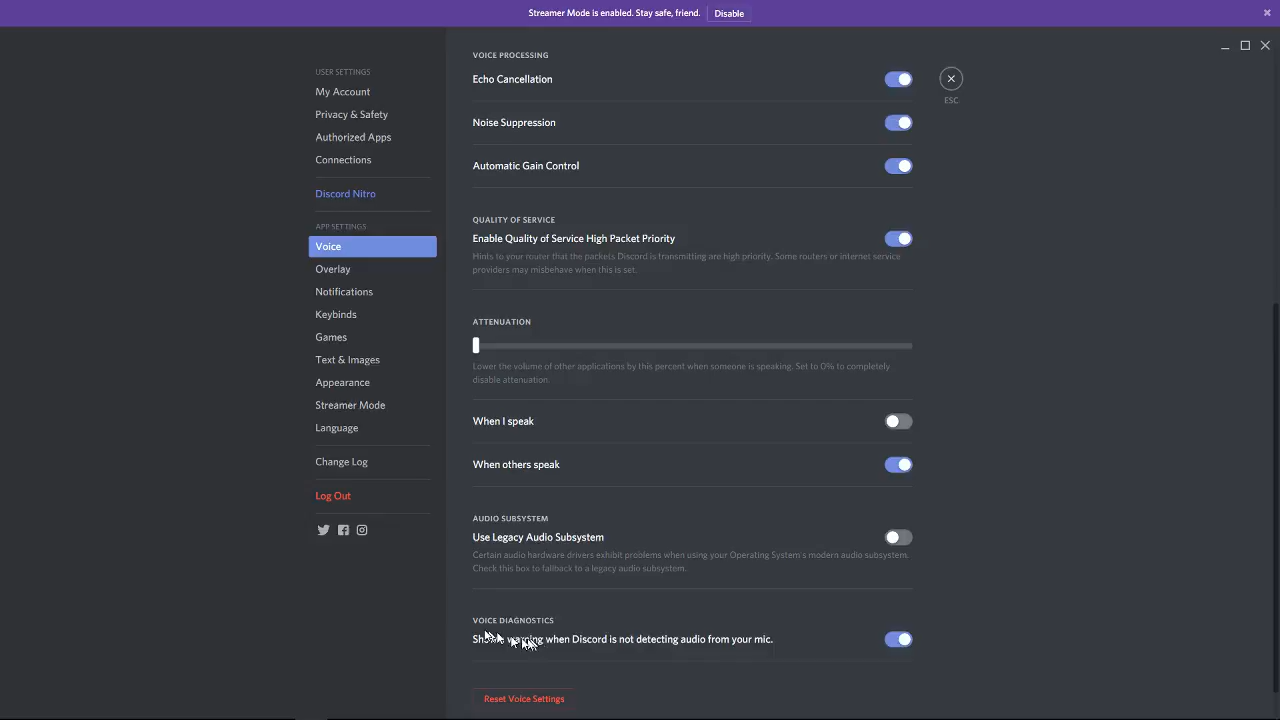 Streamer Mode is enabled. Stay safe, friend.
Disable
USER SETTINGS
My Account
Privacy & Safety
Authorized Apps
Connections
Discord Nitro
APP SETTINGS
Voice
Overlay
Notifications
Keybinds
Games
Text & Images
Appearance
Streamer Mode
Language
Change Log
Log Out
VOICE PROCESSING
Echo Cancellation
Noise Suppression
Automatic Gain Control
QUALITY OF SERVICE
Enable Quality of Service High Packet Priority
Hints to your router that the packets Discord is transmitting are high priority. Some routers or internet service
providers may misbehave when this is set.
ATTENUATION
Lower the volume of other applications by this percent when someone is speaking. Set to 0% to completely
disable attenuation.
When I speak
When others speak
AUDIO SUBSYSTEM
Use Legacy Audio Subsystem
Certain audio hardware drivers exhibit problems when using your Operating System's modern audio subsystem.
Check this box to fallback to a legacy audio subsystem.
VOICE DIAGNOSTICS
warning when Discord is not detecting audio from your mic.
Reset Voice Settings
ESC